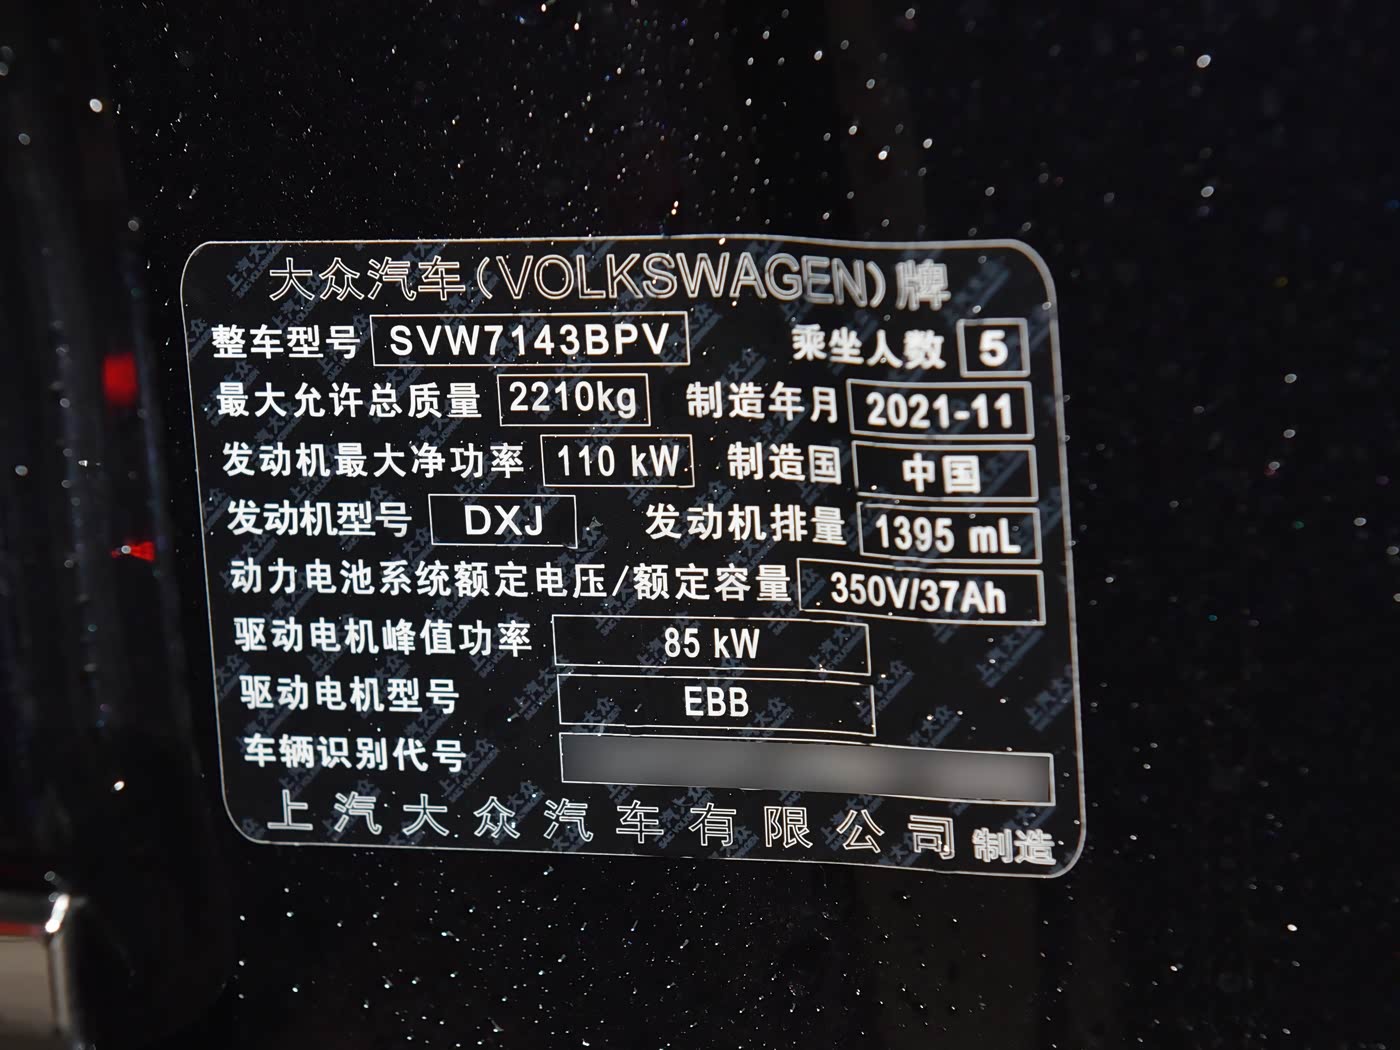 大众汽车(VOLKSWAGEN)牌
整车型号 SVW7143BPV 乘坐人数 5
最大允许总质量 2210kg 制造年月 2021-11
发动机最大净功率 110 kW 制造国 中国
发动机型号 DXJ 发动机排量 1395 mL
动力电池系统额定电压/额定容量 350V/37Ah
驱动电机峰值功率 85 kW
驱动电机型号 EBB
车辆识别代号
上汽大众汽车有限公司 制造